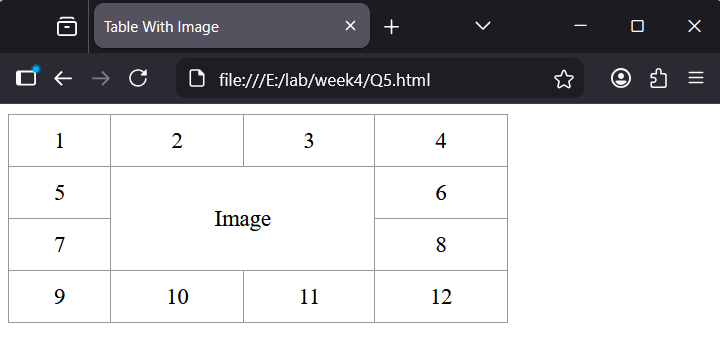 Table With Image
file:///E:/lab/week4/Q5.html
1 2 3 4
5 Image 6
7 8
9 10 11 12